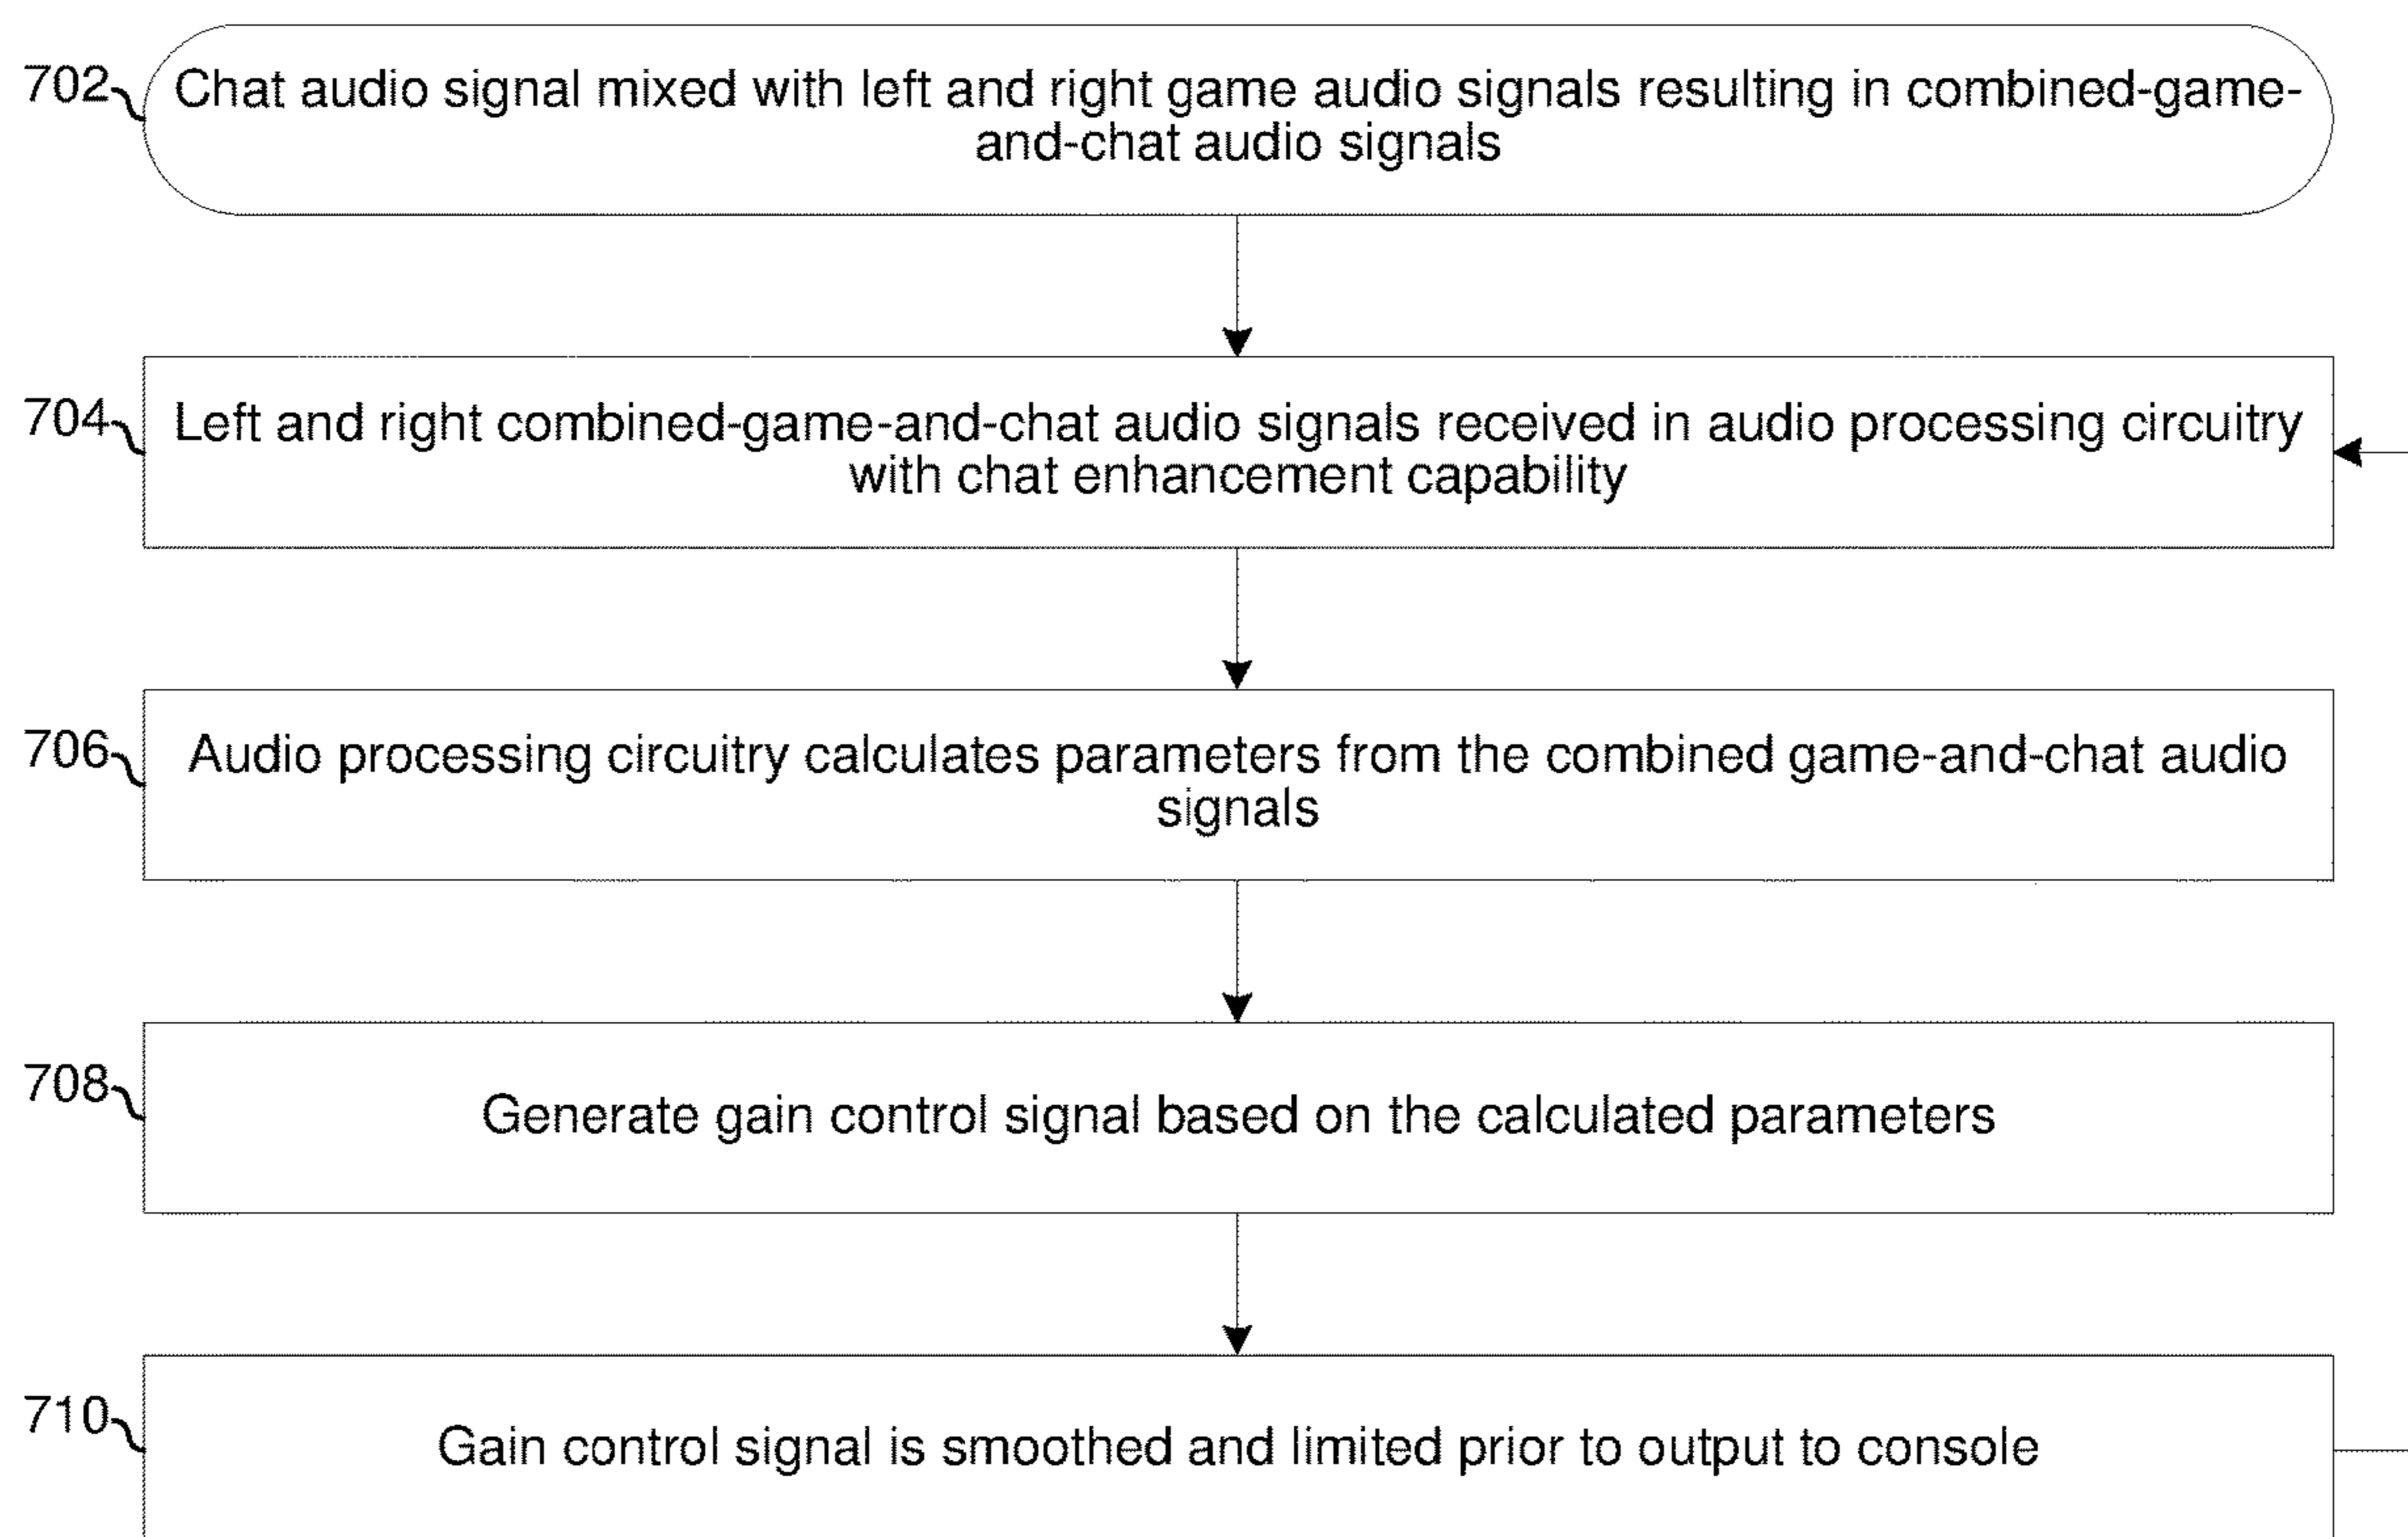 702
Chat audio signal mixed with left and right game audio signals resulting in combined-game-
and-chat audio signals
704
Left and right combined-game-and-chat audio signals received in audio processing circuitry
with chat enhancement capability
706
Audio processing circuitry calculates parameters from the combined game-and-chat audio
signals
708
Generate gain control signal based on the calculated parameters
710
Gain control signal is smoothed and limited prior to output to console